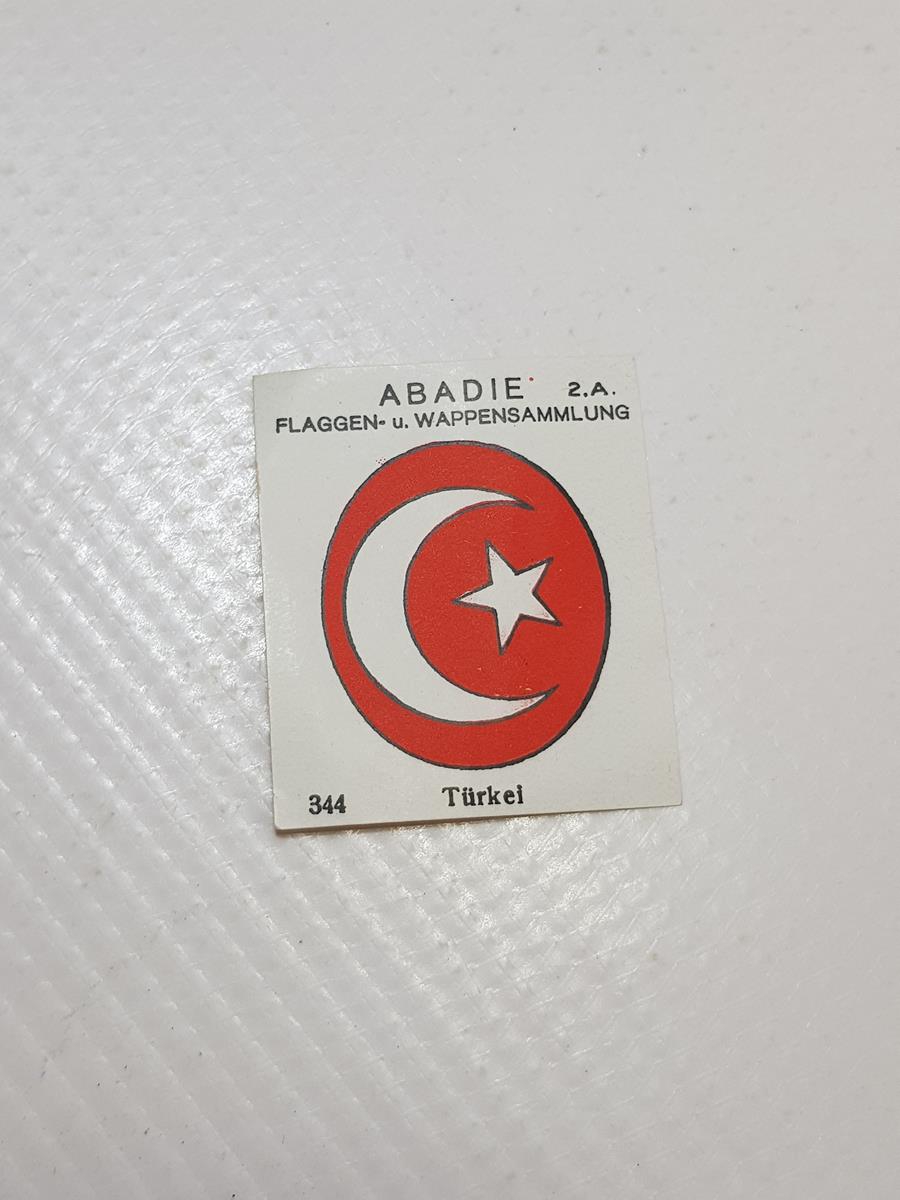 ABADIE 2.A.
FLAGGEN- u. WAPPENSAMMLUNG
344 Türkei